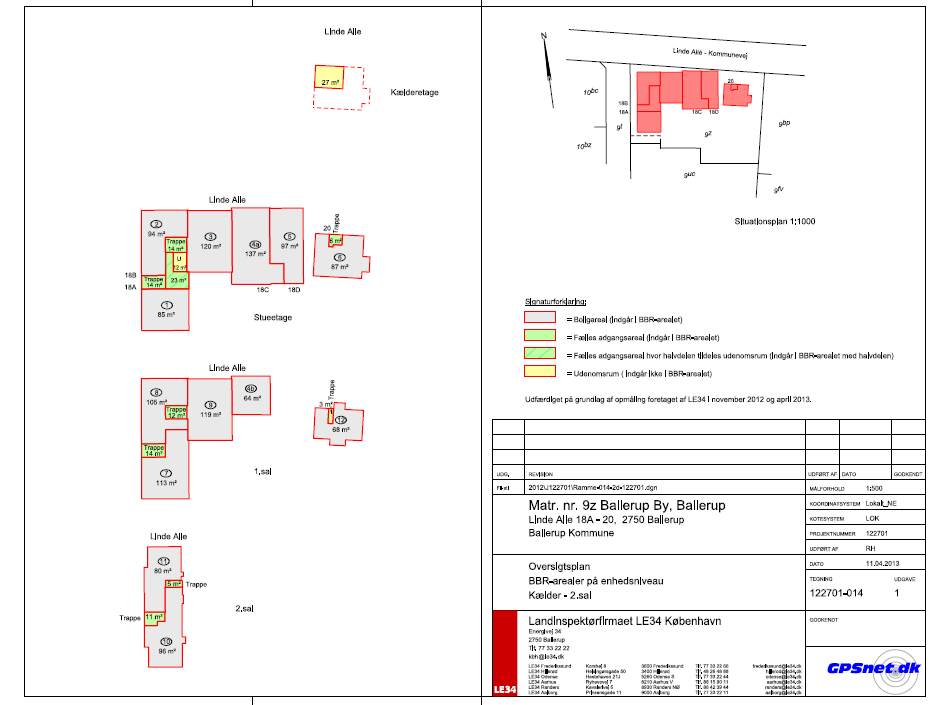 Linde Alle
27 m²
Kælderetage
N
Linde Allé - Kommunevej
10bc
18B
18A
9f
10bz
18C
18D
20
9z
9bp
9uc
9fv
Situationsplan 1:1000
Linde Alle
2
94 m²
3
120 m²
4a
137 m²
5
97 m²
Trappe
14 m²
U
12 m²
23 m²
Trappe
14 m²
18B
18A
1
85 m²
18C
18D
20
Trappe
6 m²
6
87 m²
Stueetage
Signaturforklaring:
= Boligareal (indgår i BBR-arealet)
= Fælles adgangsareal (indgår i BBR-arealet)
= Fælles adgangsareal hvor halvdelen tildeles udenomsrum (indgår i BBR-arealet med halvdelen)
= Udenomsrum ( indgår ikke i BBR-arealet)
Udfærdiget på grundlag af opmåling foretaget af LE34 i november 2012 og april 2013.
Linde Alle
8
105 m²
9
119 m²
4b
64 m²
Trappe
12 m²
Trappe
14 m²
7
113 m²
Trappe
3 m²
12
68 m²
1.sal
Linde Alle
11
80 m²
5 m²
Trappe
Trappe
11 m²
10
96 m²
2.sal
UDG.
REVISION
UDFØRT AF
DATO
GODKENDT
2012\J122701\Ramme-014-2d-122701.dgn
MÅLFORHOLD
1:500
Matr. nr. 9z Ballerup By, Ballerup
Linde Alle 18A - 20, 2750 Ballerup
Ballerup Kommune
KOORDINATSYSTEM
Lokalt_NE
KOTESYSTEM
LOK
PROJEKTNUMMER
122701
UDFØRT AF
RH
DATO
11.04.2013
Oversigtsplan
BBR-arealer på enhedsniveau
Kælder - 2.sal
TEGNING
UDGAVE
122701-014
1
GODKENDT
Landinspektørfirmaet LE34 København
Energivej 34
2750 Ballerup
Tlf. 77 33 22 22
kbh@le34.dk
LE34
GPSnet.dk